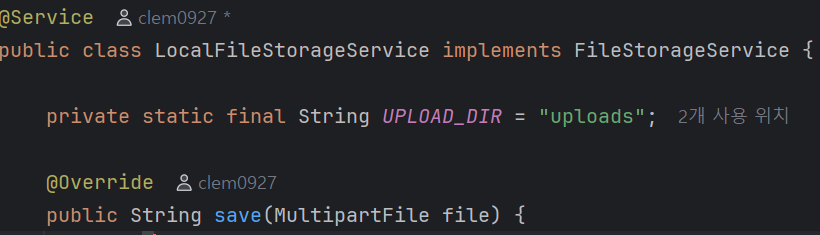 @Service clem0927 *
public class LocalFileStorageService implements FileStorageService {
private static final String UPLOAD_DIR = "uploads"; 2개 사용 위치
@Override clem0927
public String save(MultipartFile file) {